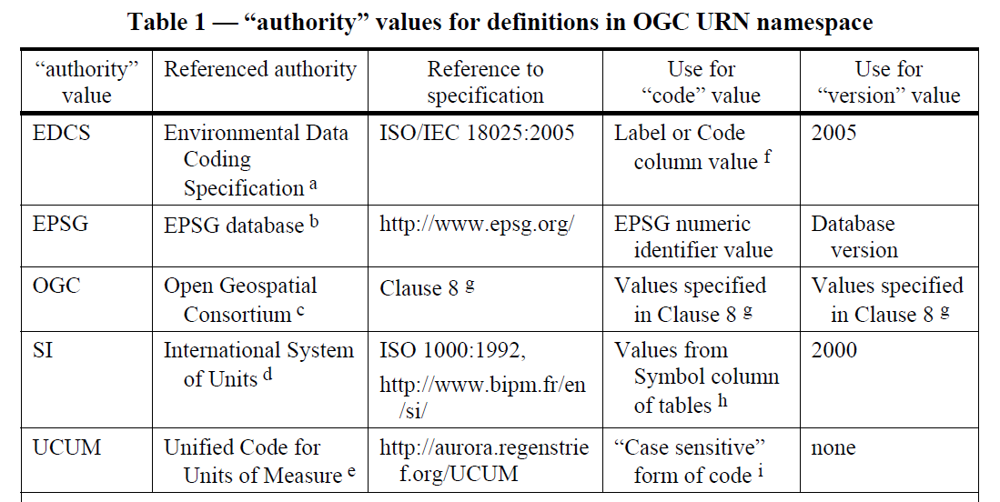 Table 1 — “authority” values for definitions in OGC URN namespace
“authority” value
Referenced authority
Reference to specification
Use for “code” value
Use for “version” value
EDCS
Environmental Data
Coding
Specification a
ISO/IEC 18025:2005
Label or Code
column value f
2005
EPSG
EPSG database b
http://www.epsg.org/
EPSG numeric
identifier value
Database
version
OGC
Open Geospatial
Consortium c
Clause 8 g
Values specified
in Clause 8 g
Values specified
in Clause 8 g
SI
International System
of Units d
ISO 1000:1992,
http://www.bipm.fr/en
/si/
Values from
Symbol column
of tables h
2000
UCUM
Unified Code for
Units of Measure e
http://aurora.regenstrie
f.org/UCUM
“Case sensitive”
form of code i
none